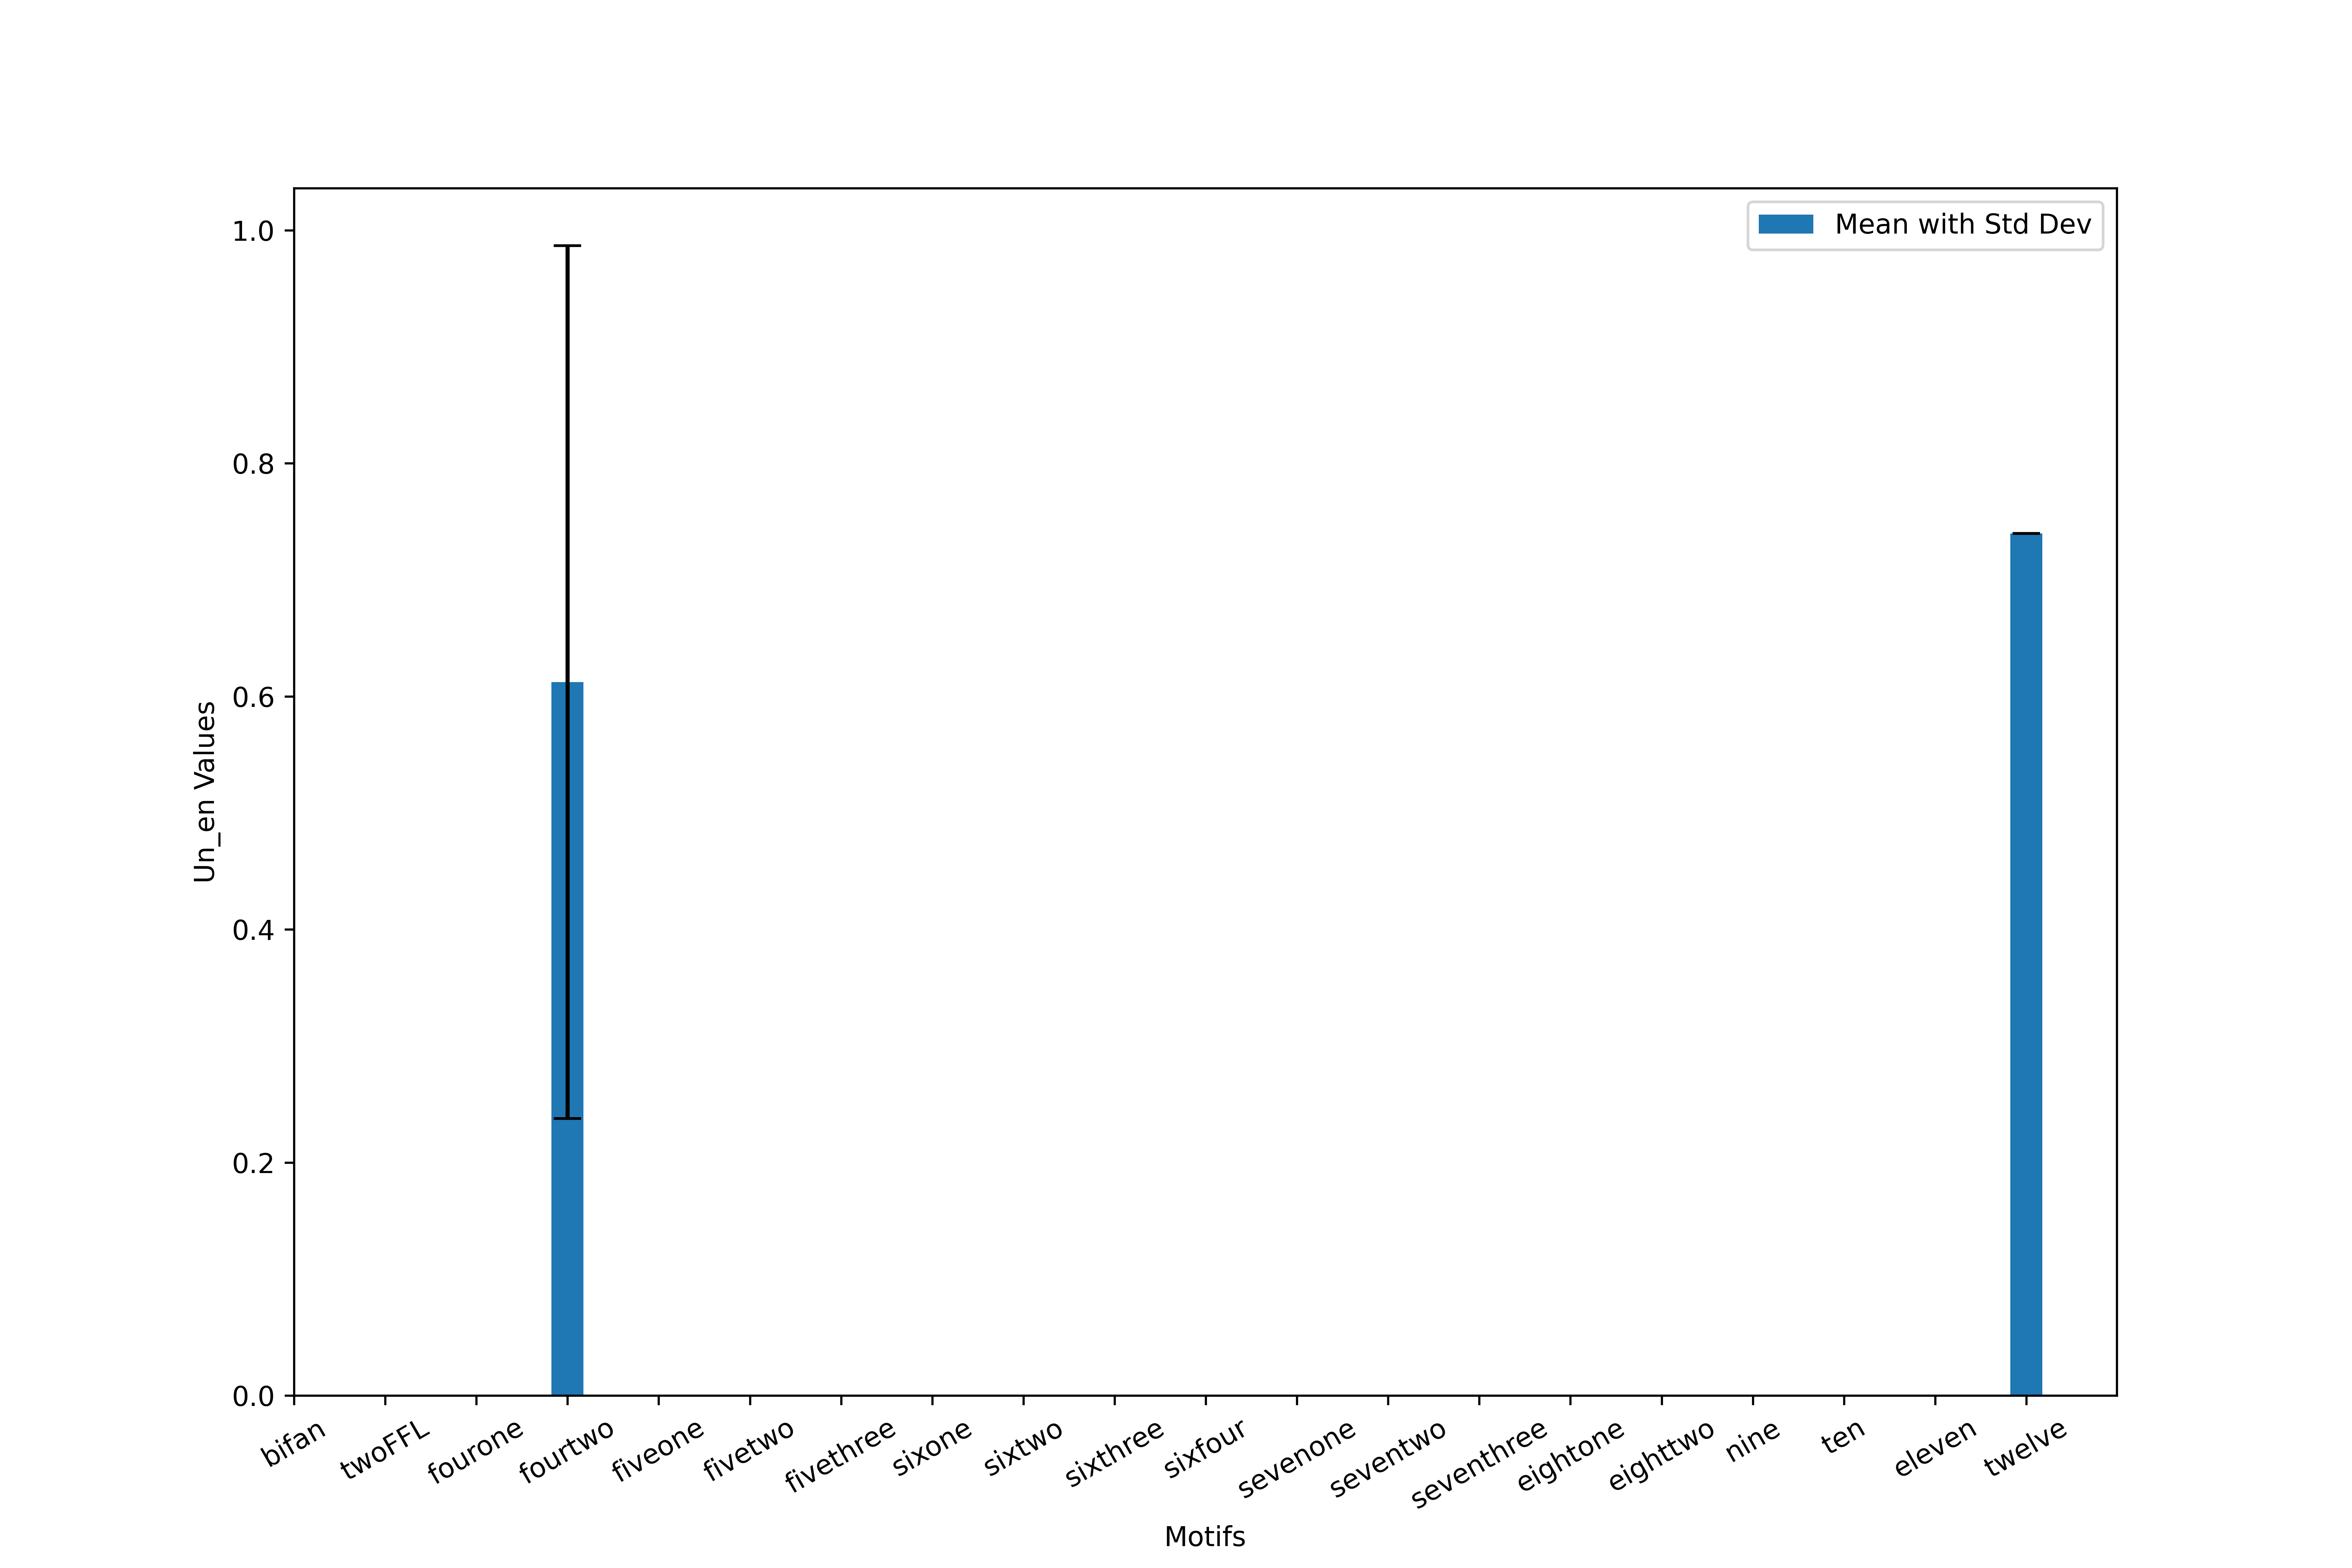 Mean with Std Dev
1.0
0.8
0.6
0.4
0.2
0.0
Un_en Values
bifan
twoFFL
fourone
fourtwo
fiveone
fivetwo
fivethree
sixone
sixtwo
sixthree
sixfour
sevenone
seventwo
seventhree
eightone
eighttwo
nine
ten
eleven
twelve
Motifs